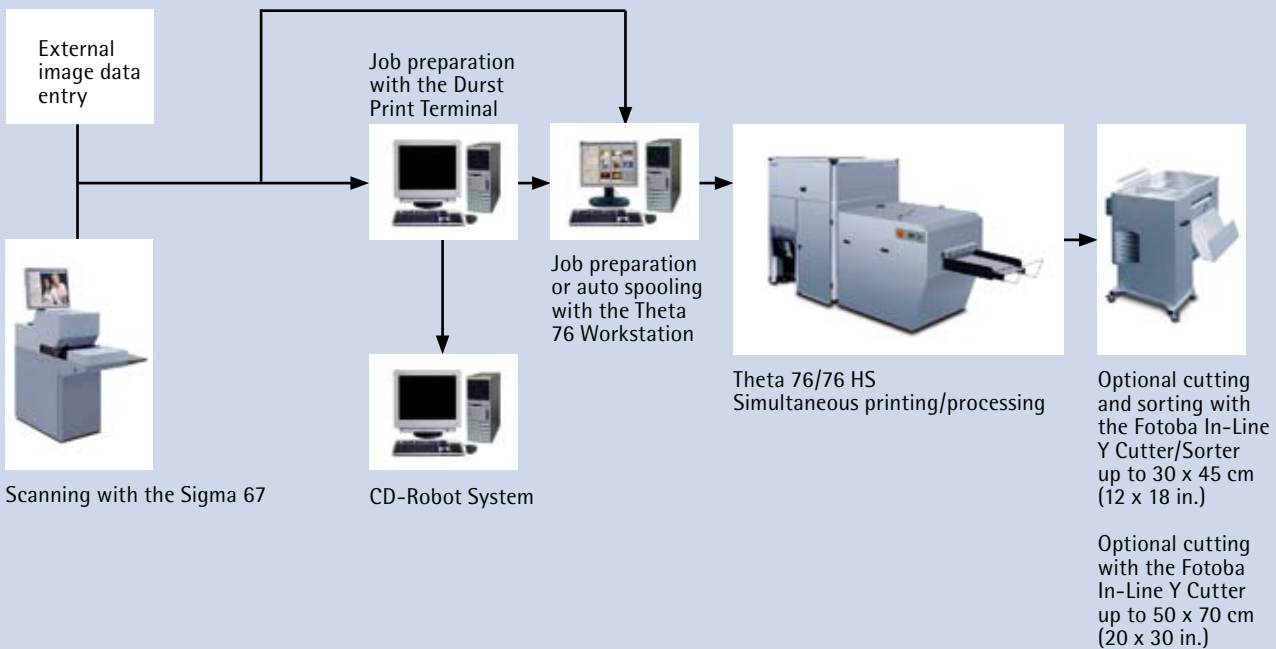 External
image data
entry
Job preparation
with the Durst
Print Terminal
Job preparation
or auto spooling
with the Theta
76 Workstation
Scanning with the Sigma 67
CD-Robot System
Theta 76/76 HS
Simultaneous printing/processing
Optional cutting
and sorting with
the Fotoba In-Line
Y Cutter/Sorter
up to 30 x 45 cm
(12 x 18 in.)
Optional cutting
with the Fotoba
In-Line Y Cutter
up to 50 x 70 cm
(20 x 30 in.)